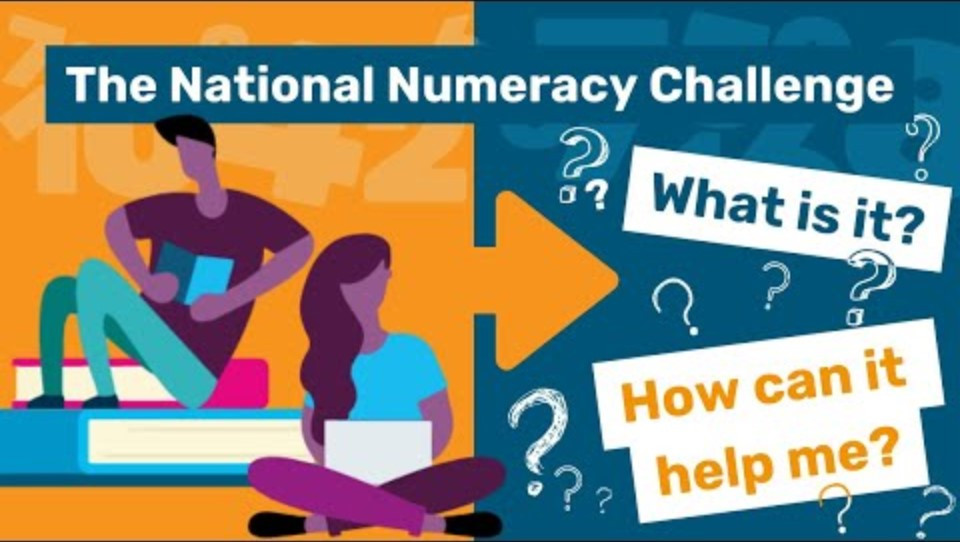 The National Numeracy Challenge
What is it?
How can it
help me?